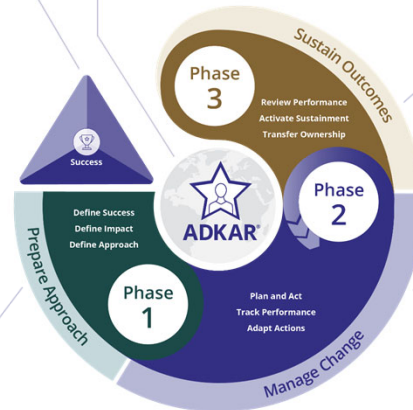 Success
Prepare Approach
Phase
1
Define Success
Define Impact
Define Approach
Manage Change
Phase
2
Plan and Act
Track Performance
Adapt Actions
Sustain Outcomes
Phase
3
Review Performance
Activate Sustainment
Transfer Ownership
ADKAR®